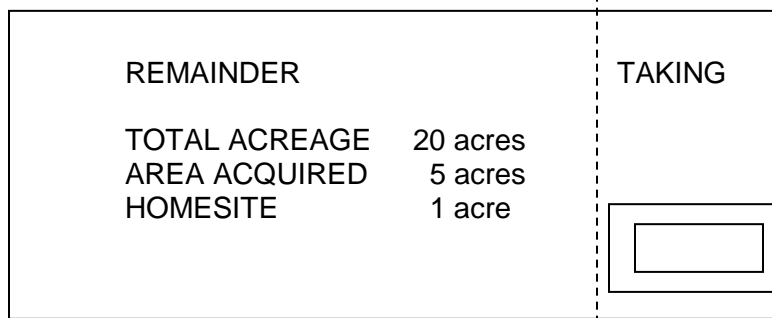 REMAINDER TAKING
TOTAL ACREAGE 20 acres
AREA ACQUIRED 5 acres
HOMESITE 1 acre